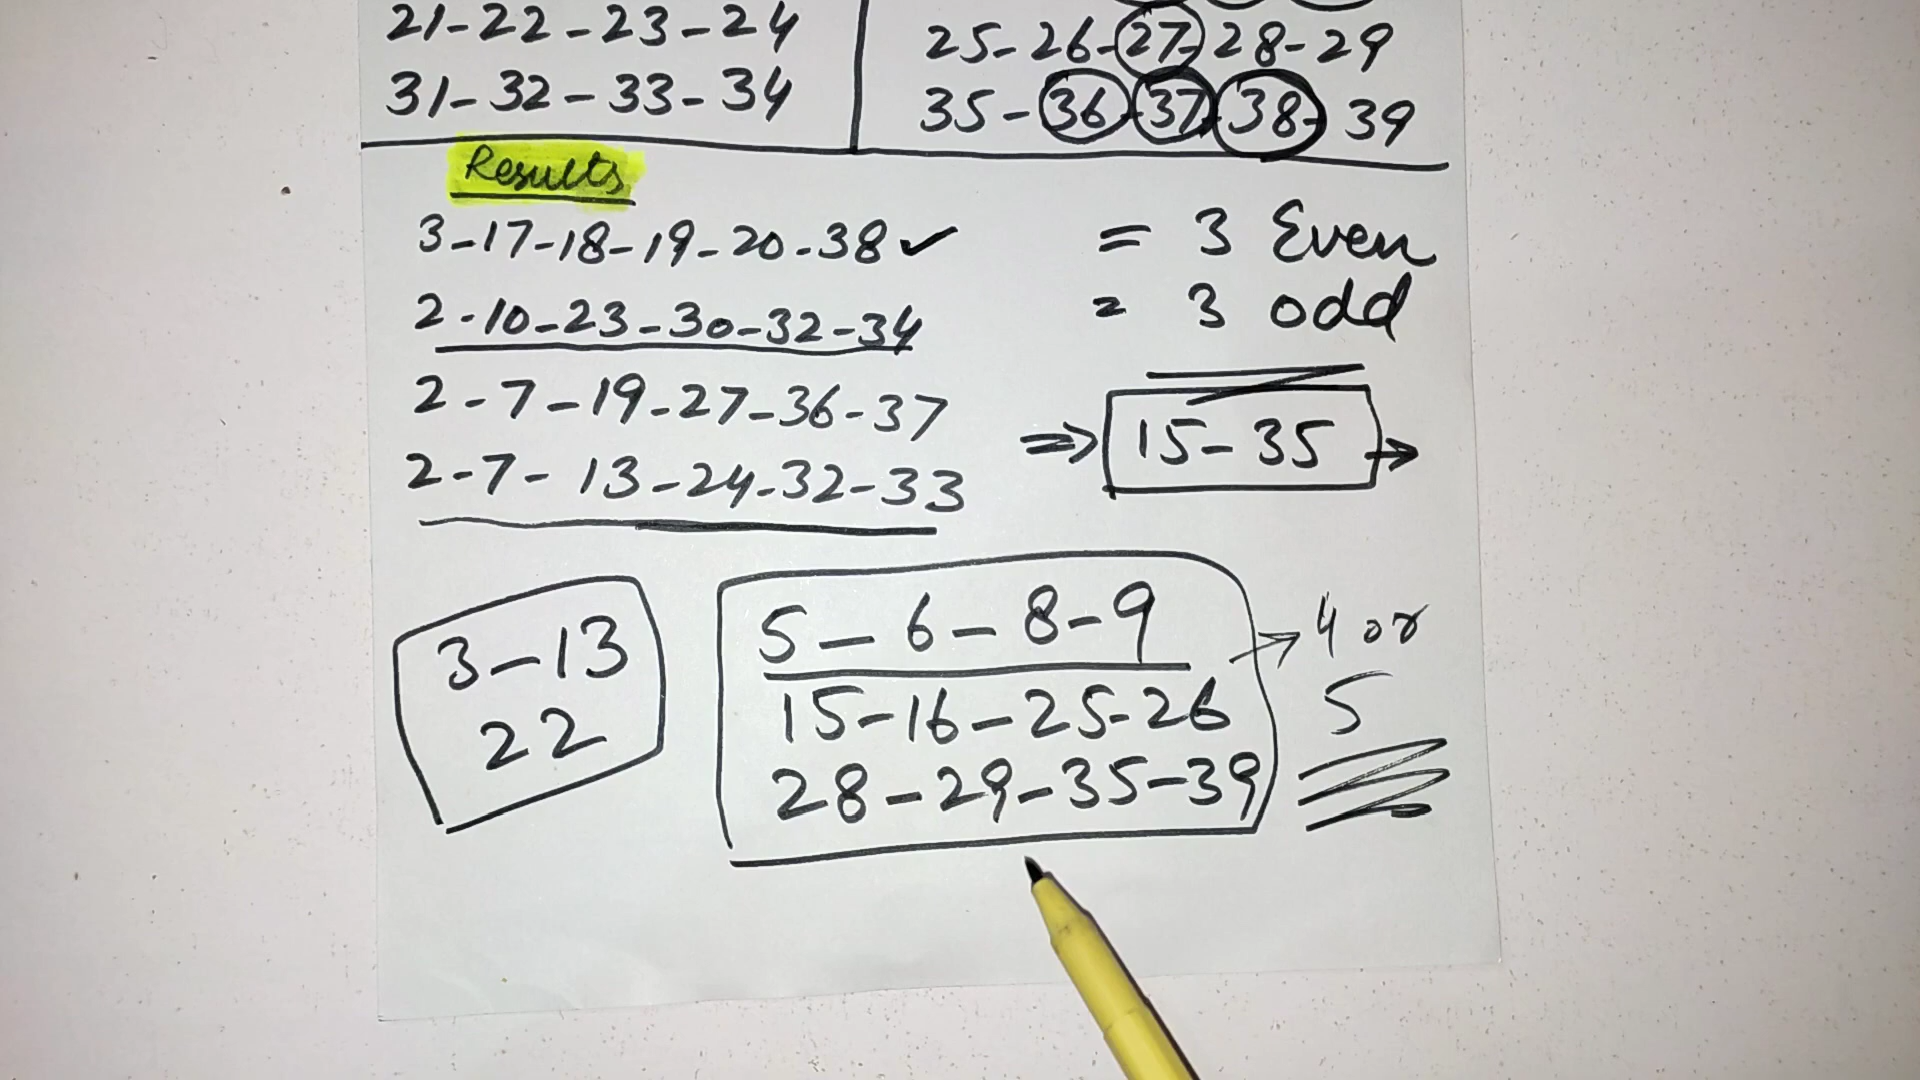 21-22-23-24
31-32-33-34
25-26-27-28-29
35-36-37-38-39
Results
3-17-18-19-20-38✓
2-10-23-30-32-34
2-7-19-27-36-37
2-7-13-24-32-33
= 3 Even
= 3 odd
⇒ 15-35 →
3-13
22
5-6-8-9
15-16-25-26
28-29-35-39
→ 4 or
5